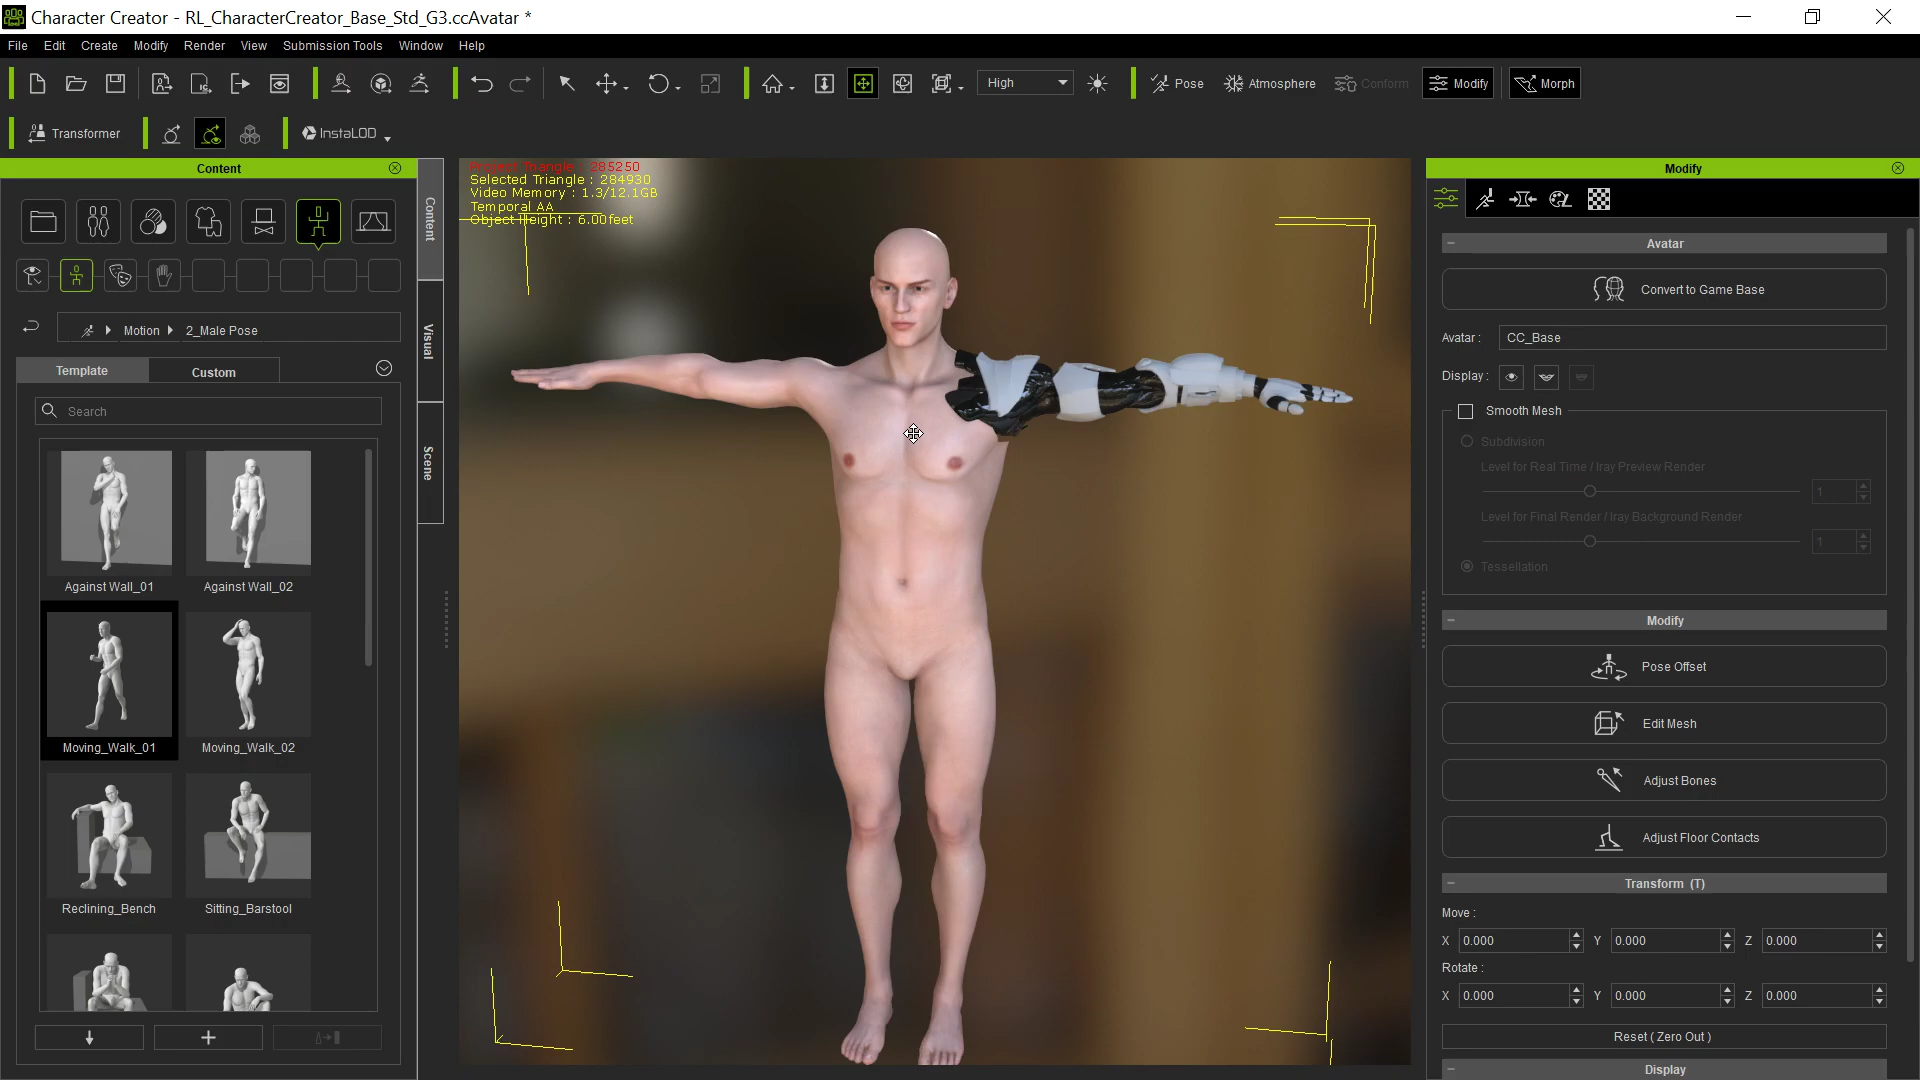 Character Creator - RL_CharacterCreator_Base_Std_G3.ccAvatar *
File Edit Create Modify Render View Submission Tools Window Help
High Pose Atmosphere Conform Modify Morph
Transformer InstaLOD
Content
Content
Visual
Scene
Motion 2_Male Pose
Template Custom
Search
Against Wall_01 Against Wall_02
Moving_Walk_01 Moving_Walk_02
Reclining_Bench Sitting_Barstool
Project Triangle : 285250
Selected Triangle : 284930
Video Memory : 1.3/12.1GB
Temporal AA
Object Height : 6.00feet
Modify
Avatar
Convert to Game Base
Avatar : CC_Base
Display :
Smooth Mesh
Subdivision
Level for Real Time / Iray Preview Render
1
Level for Final Render / Iray Background Render
1
Tessellation
Modify
Pose Offset
Edit Mesh
Adjust Bones
Adjust Floor Contacts
Transform (T)
Move :
X 0.000 Y 0.000 Z 0.000
Rotate :
X 0.000 Y 0.000 Z 0.000
Reset ( Zero Out )
Display